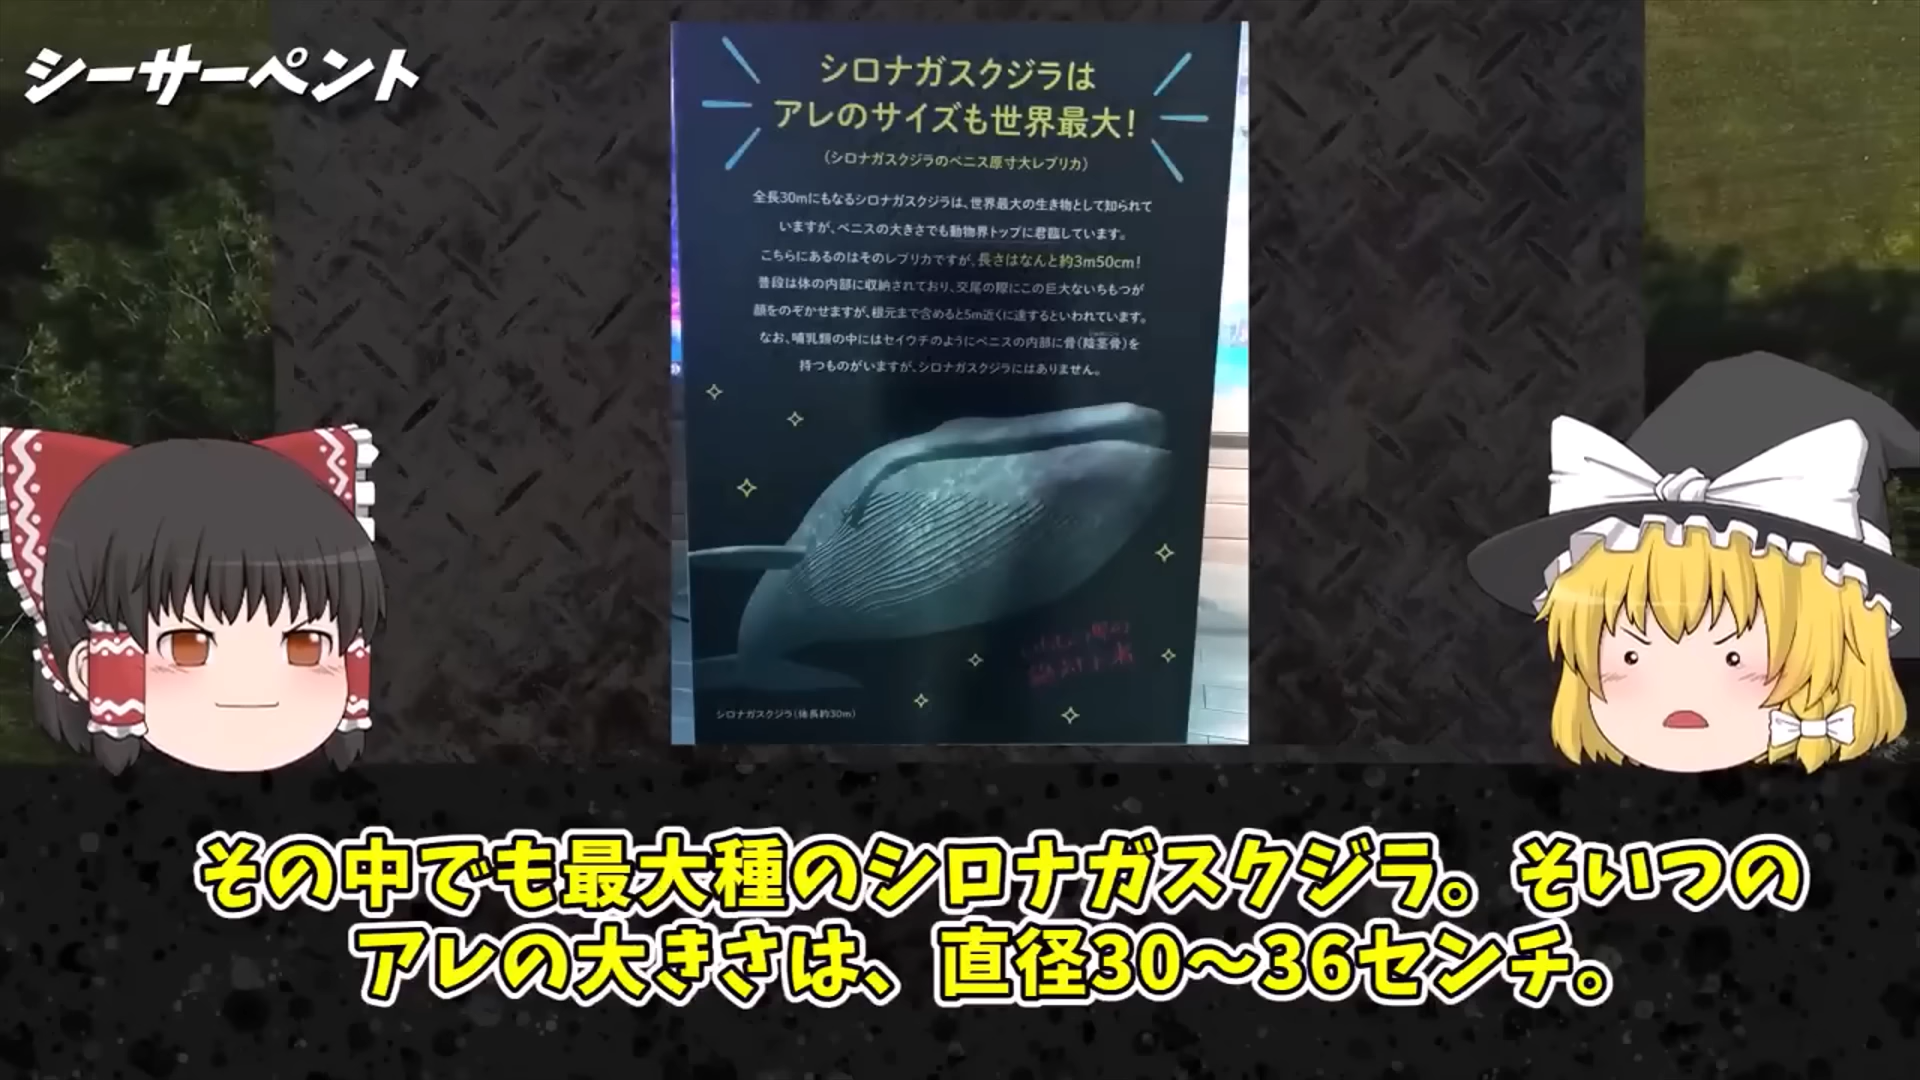 シーサーペント
シロナガスクジラは
アレのサイズも世界最大!
(シロナガスクジラのペニス原寸大レプリカ)
全長30mにもなるシロナガスクジラは、世界最大の生き物として知られて
いますが、ペニスの大きさでも動物界トップに君臨しています。
こちらにあるのはそのレプリカですが、長さはなんと約3m50cm!
普段は体の内部に収納されており、交尾の際にこの巨大ないちもつが
顔をのぞかせますが、根元まで含めると5m近くに達するといわれています。
なお、哺乳類の中にはセイウチのようにペニスの内部に骨(陰茎骨)を
持つものがいますが、シロナガスクジラにはありません。
シロナガスクジラ(体長約30m)
その中でも最大種のシロナガスクジラ。そいつの
アレの大きさは、直径30～36センチ。